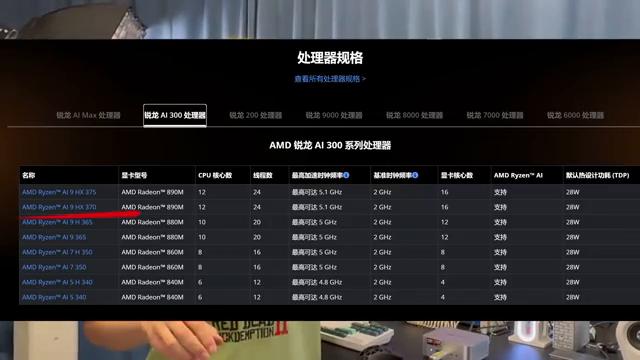 处理器规格
查看所有处理器规格 >
锐龙 AI Max 处理器 锐龙 AI 300 处理器 锐龙 200 处理器 锐龙 9000 处理器 锐龙 8000 处理器 锐龙 7000 处理器 锐龙 6000 处理器
AMD 锐龙 AI 300 系列处理器
名称 显卡型号 CPU 核心数 线程数 最高加速时钟频率 基准时钟频率 显卡核心数 AMD Ryzen™ AI 默认热设计功耗 (TDP)
AMD Ryzen™ AI 9 HX 375 AMD Radeon™ 890M 12 24 最高可达 5.1 GHz 2 GHz 16 支持 28W
AMD Ryzen™ AI 9 HX 370 AMD Radeon™ 890M 12 24 最高可达 5.1 GHz 2 GHz 16 支持 28W
AMD Ryzen™ AI 9 H 365 AMD Radeon™ 880M 10 20 最高可达 5 GHz 2 GHz 8 支持 28W
AMD Ryzen™ AI 9 365 AMD Radeon™ 880M 10 20 最高可达 5 GHz 2 GHz 8 支持 28W
AMD Ryzen™ AI 7 H 350 AMD Radeon™ 860M 8 16 最高可达 5 GHz 2 GHz 8 支持 28W
AMD Ryzen™ AI 7 350 AMD Radeon™ 860M 8 16 最高可达 5 GHz 2 GHz 8 支持 28W
AMD Ryzen™ AI 5 H 340 AMD Radeon™ 840M 6 12 最高可达 4.8 GHz 2 GHz 4 支持 28W
AMD Ryzen™ AI 5 340 AMD Radeon™ 840M 6 12 最高可达 4.8 GHz 2 GHz 4 支持 28W
RED DEAD
REDEMPTION II